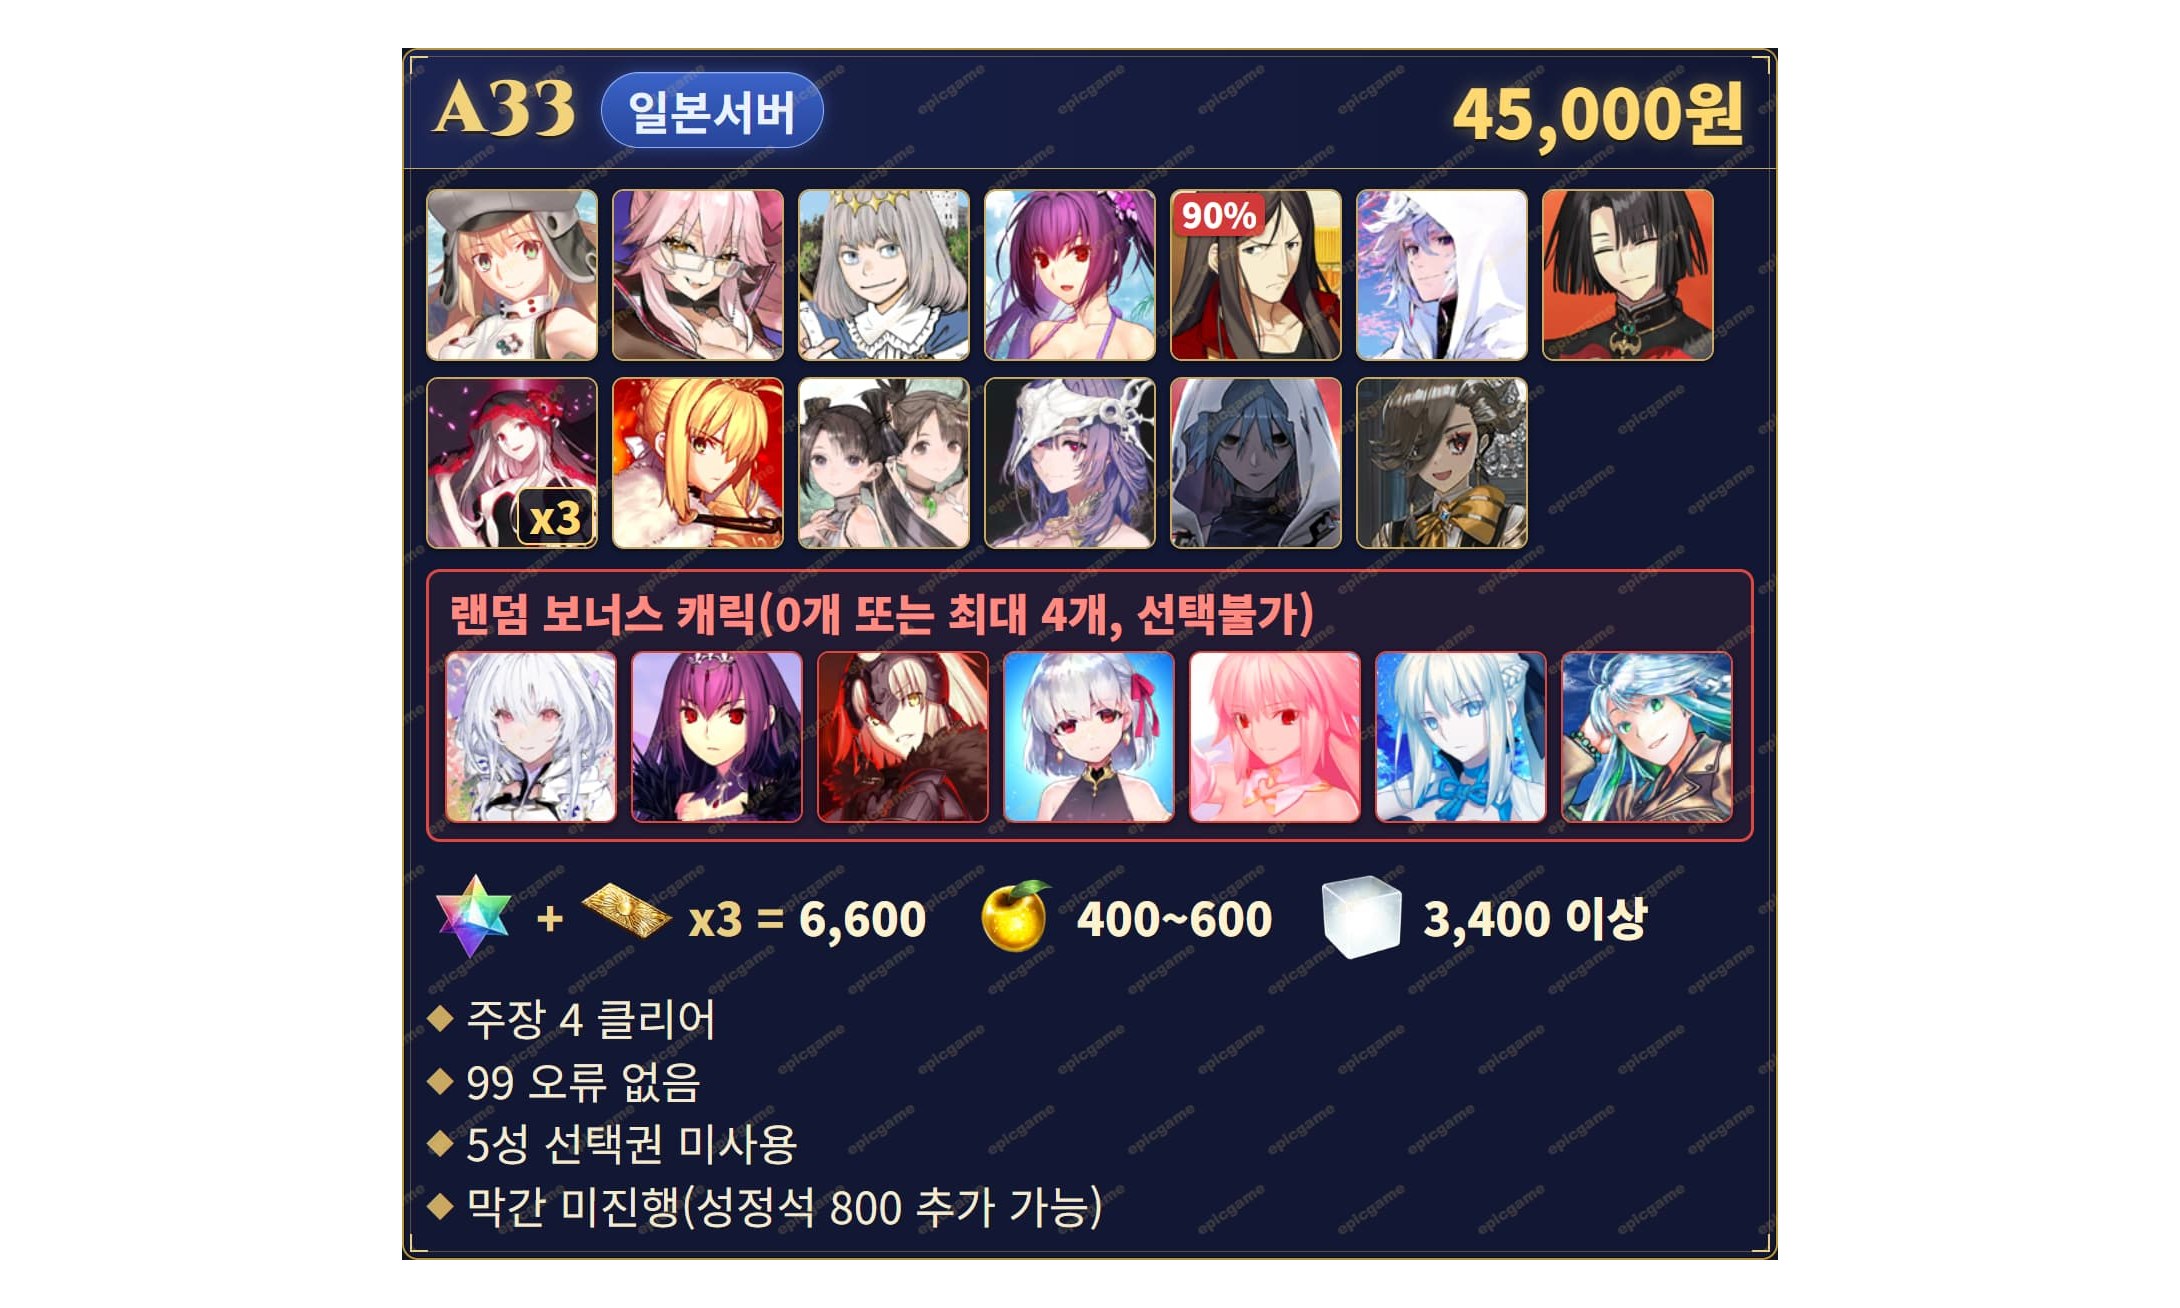 A33 일본서버 45,000원
90%
x3
랜덤 보너스 캐릭(0개 또는 최대 4개, 선택불가)
+ x3 = 6,600 400~600 3,400 이상
주장 4 클리어
99 오류 없음
5성 선택권 미사용
막간 미진행(성정석 800 추가 가능)
epicgame